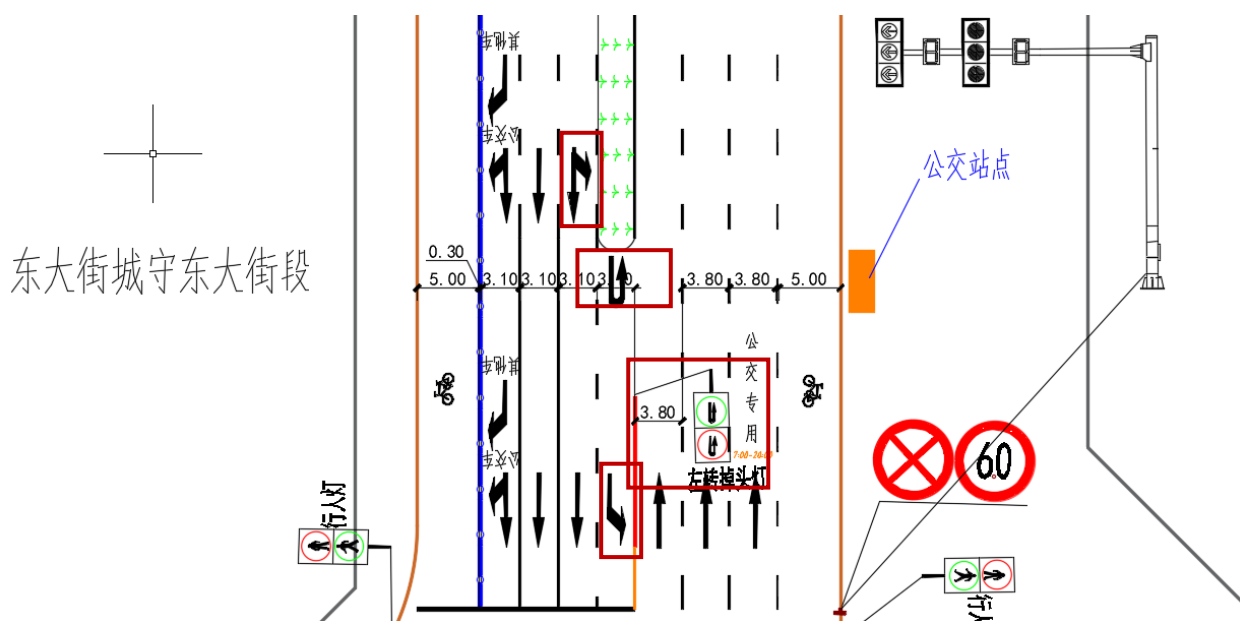 其他车
公交车
公交站点
东大街城守东大街段
0.30
5.00 3.10 3.10 3.10 3.80 3.80 5.00
公交专用
其他车
3.80
60
7:00-20:00
左转掉头灯
公交车
行人灯
行人